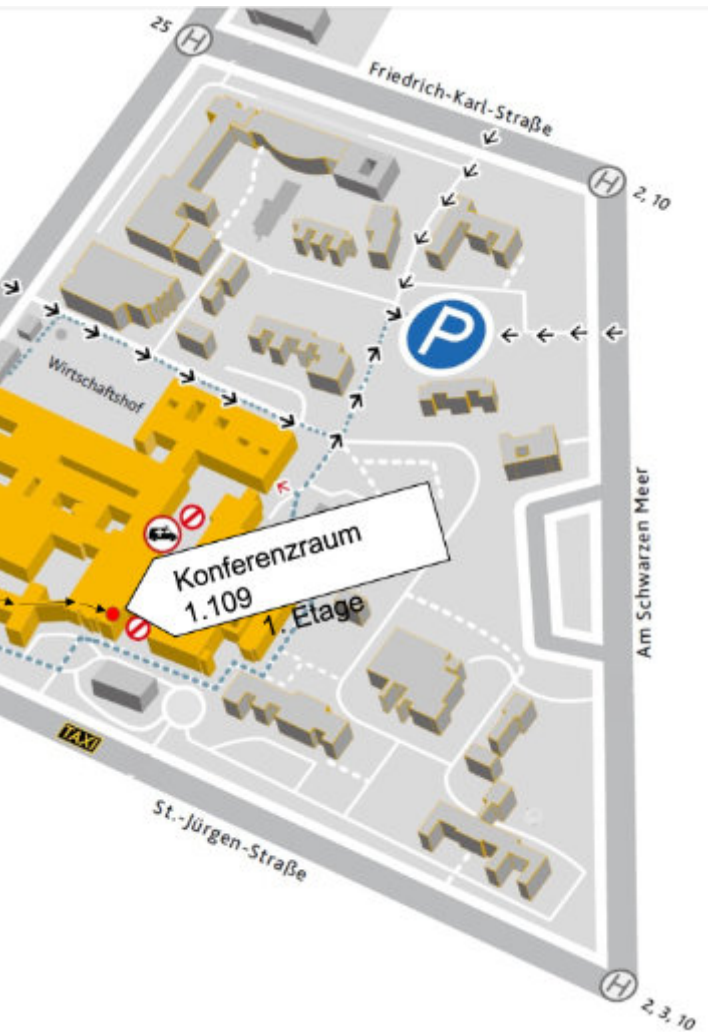 25
H
Friedrich-Karl-Straße
H
2, 10
P
Wirtschaftshof
Am Schwarzen Meer
Konferenzraum
1.109
1. Etage
TAXI
St.-Jürgen-Straße
H
2, 3, 10